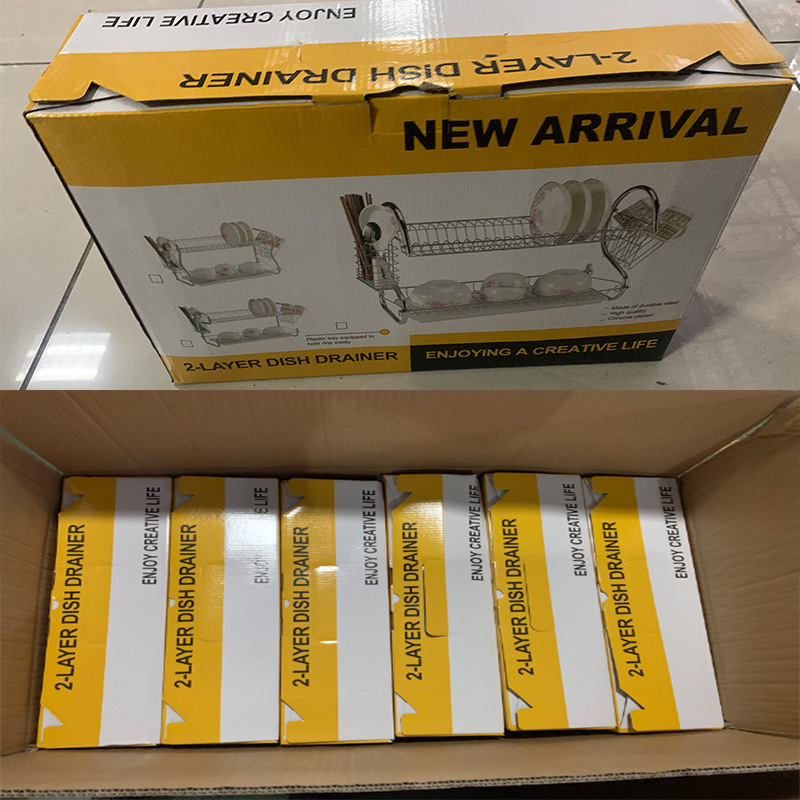 ENJOY CREATIVE LIFE
2-LAYER DISH DRAINER
NEW ARRIVAL
- Made of durable steel
- High quality
- Chrome plated
Plastic tray equipped to
hold drip easily
2-LAYER DISH DRAINER
ENJOYING A CREATIVE LIFE
2-LAYER DISH DRAINER
ENJOY CREATIVE LIFE
2-LAYER DISH DRAINER
ENJOY CREATIVE LIFE
2-LAYER DISH DRAINER
ENJOY CREATIVE LIFE
2-LAYER DISH DRAINER
ENJOY CREATIVE LIFE
2-LAYER DISH DRAINER
ENJOY CREATIVE LIFE
2-LAYER DISH DRAINER
ENJOY CREATIVE LIFE